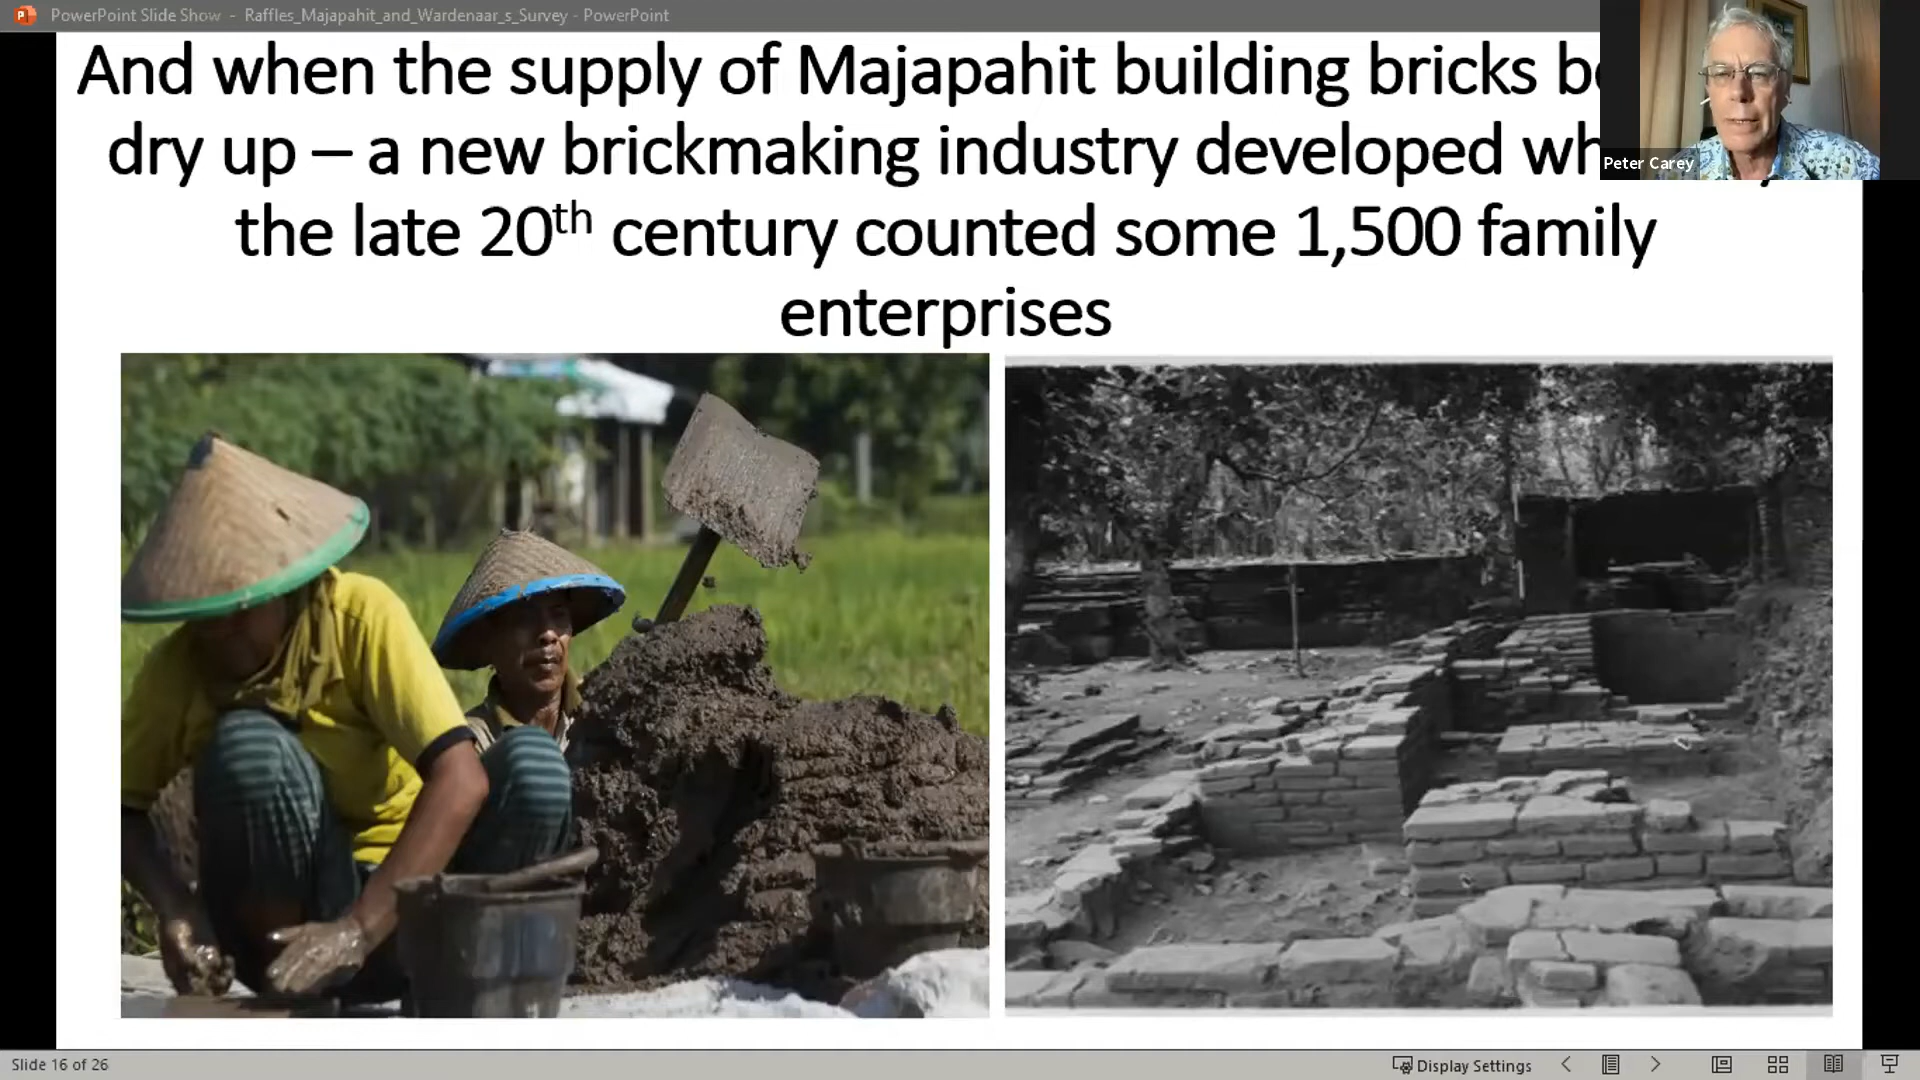 PowerPoint Slide Show - Raffles_Majapahit_and_Wardenaar_s_Survey - PowerPoint
And when the supply of Majapahit building bricks
dry up – a new brickmaking industry developed
the late 20th century counted some 1,500 family
enterprises
Peter Carey
Slide 16 of 26
Display Settings